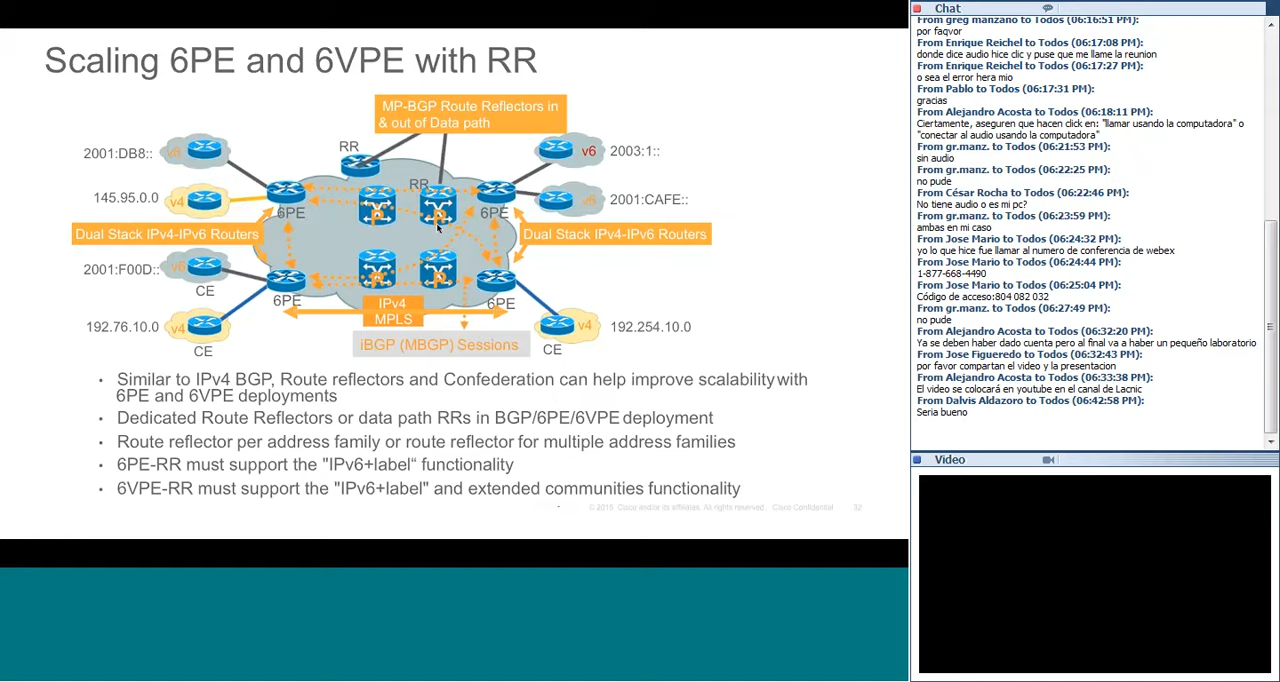 Scaling 6PE and 6VPE with RR
MP-BGP Route Reflectors in
& out of Data path
RR
RR
2001:DB8::
v6
v6
2003:1::
145.95.0.0
v4
v6
2001:CAFE::
6PE
P
P
6PE
Dual Stack IPv4-IPv6 Routers
Dual Stack IPv4-IPv6 Routers
2001:F00D::
v6
CE
6PE
P
P
6PE
IPv4
MPLS
192.76.10.0
v4
CE
iBGP (MBGP) Sessions
v4
CE
192.254.10.0
• Similar to IPv4 BGP, Route reflectors and Confederation can help improve scalability with
6PE and 6VPE deployments
• Dedicated Route Reflectors or data path RRs in BGP/6PE/6VPE deployment
• Route reflector per address family or route reflector for multiple address families
• 6PE-RR must support the "IPv6+label“ functionality
• 6VPE-RR must support the "IPv6+label" and extended communities functionality
© 2015 Cisco and/or its affiliates. All rights reserved. Cisco Confidential 32
Chat
From greg manzano to Todos (06:16:51 PM):
por faqvor
From Enrique Reichel to Todos (06:17:08 PM):
donde dice audio hice clic y puse que me llame la reunion
From Enrique Reichel to Todos (06:17:27 PM):
o sea el error hera mio
From Pablo to Todos (06:17:31 PM):
gracias
From Alejandro Acosta to Todos (06:18:11 PM):
Ciertamente, aseguren que hacen click en: "llamar usando la computadora" o
"conectar al audio usando la computadora"
From gr.manz. to Todos (06:21:53 PM):
sin audio
From gr.manz. to Todos (06:22:25 PM):
no pude
From César Rocha to Todos (06:22:46 PM):
No tiene audio o es mi pc?
From gr.manz. to Todos (06:23:59 PM):
ambas en mi caso
From Jose Mario to Todos (06:24:32 PM):
yo lo que hice fue llamar al numero de conferencia de webex
From Jose Mario to Todos (06:24:44 PM):
1-877-668-4490
From Jose Mario to Todos (06:25:04 PM):
Código de acceso:804 082 032
From gr.manz. to Todos (06:27:49 PM):
no pude
From Alejandro Acosta to Todos (06:32:20 PM):
Ya se deben haber dado cuenta pero al final va a haber un pequeño laboratorio
From Jose Figueredo to Todos (06:32:43 PM):
por favor compartan el video y la presentacion
From Alejandro Acosta to Todos (06:33:38 PM):
El video se colocará en youtube en el canal de Lacnic
From Dalvis Aldazoro to Todos (06:42:58 PM):
Seria bueno
Video